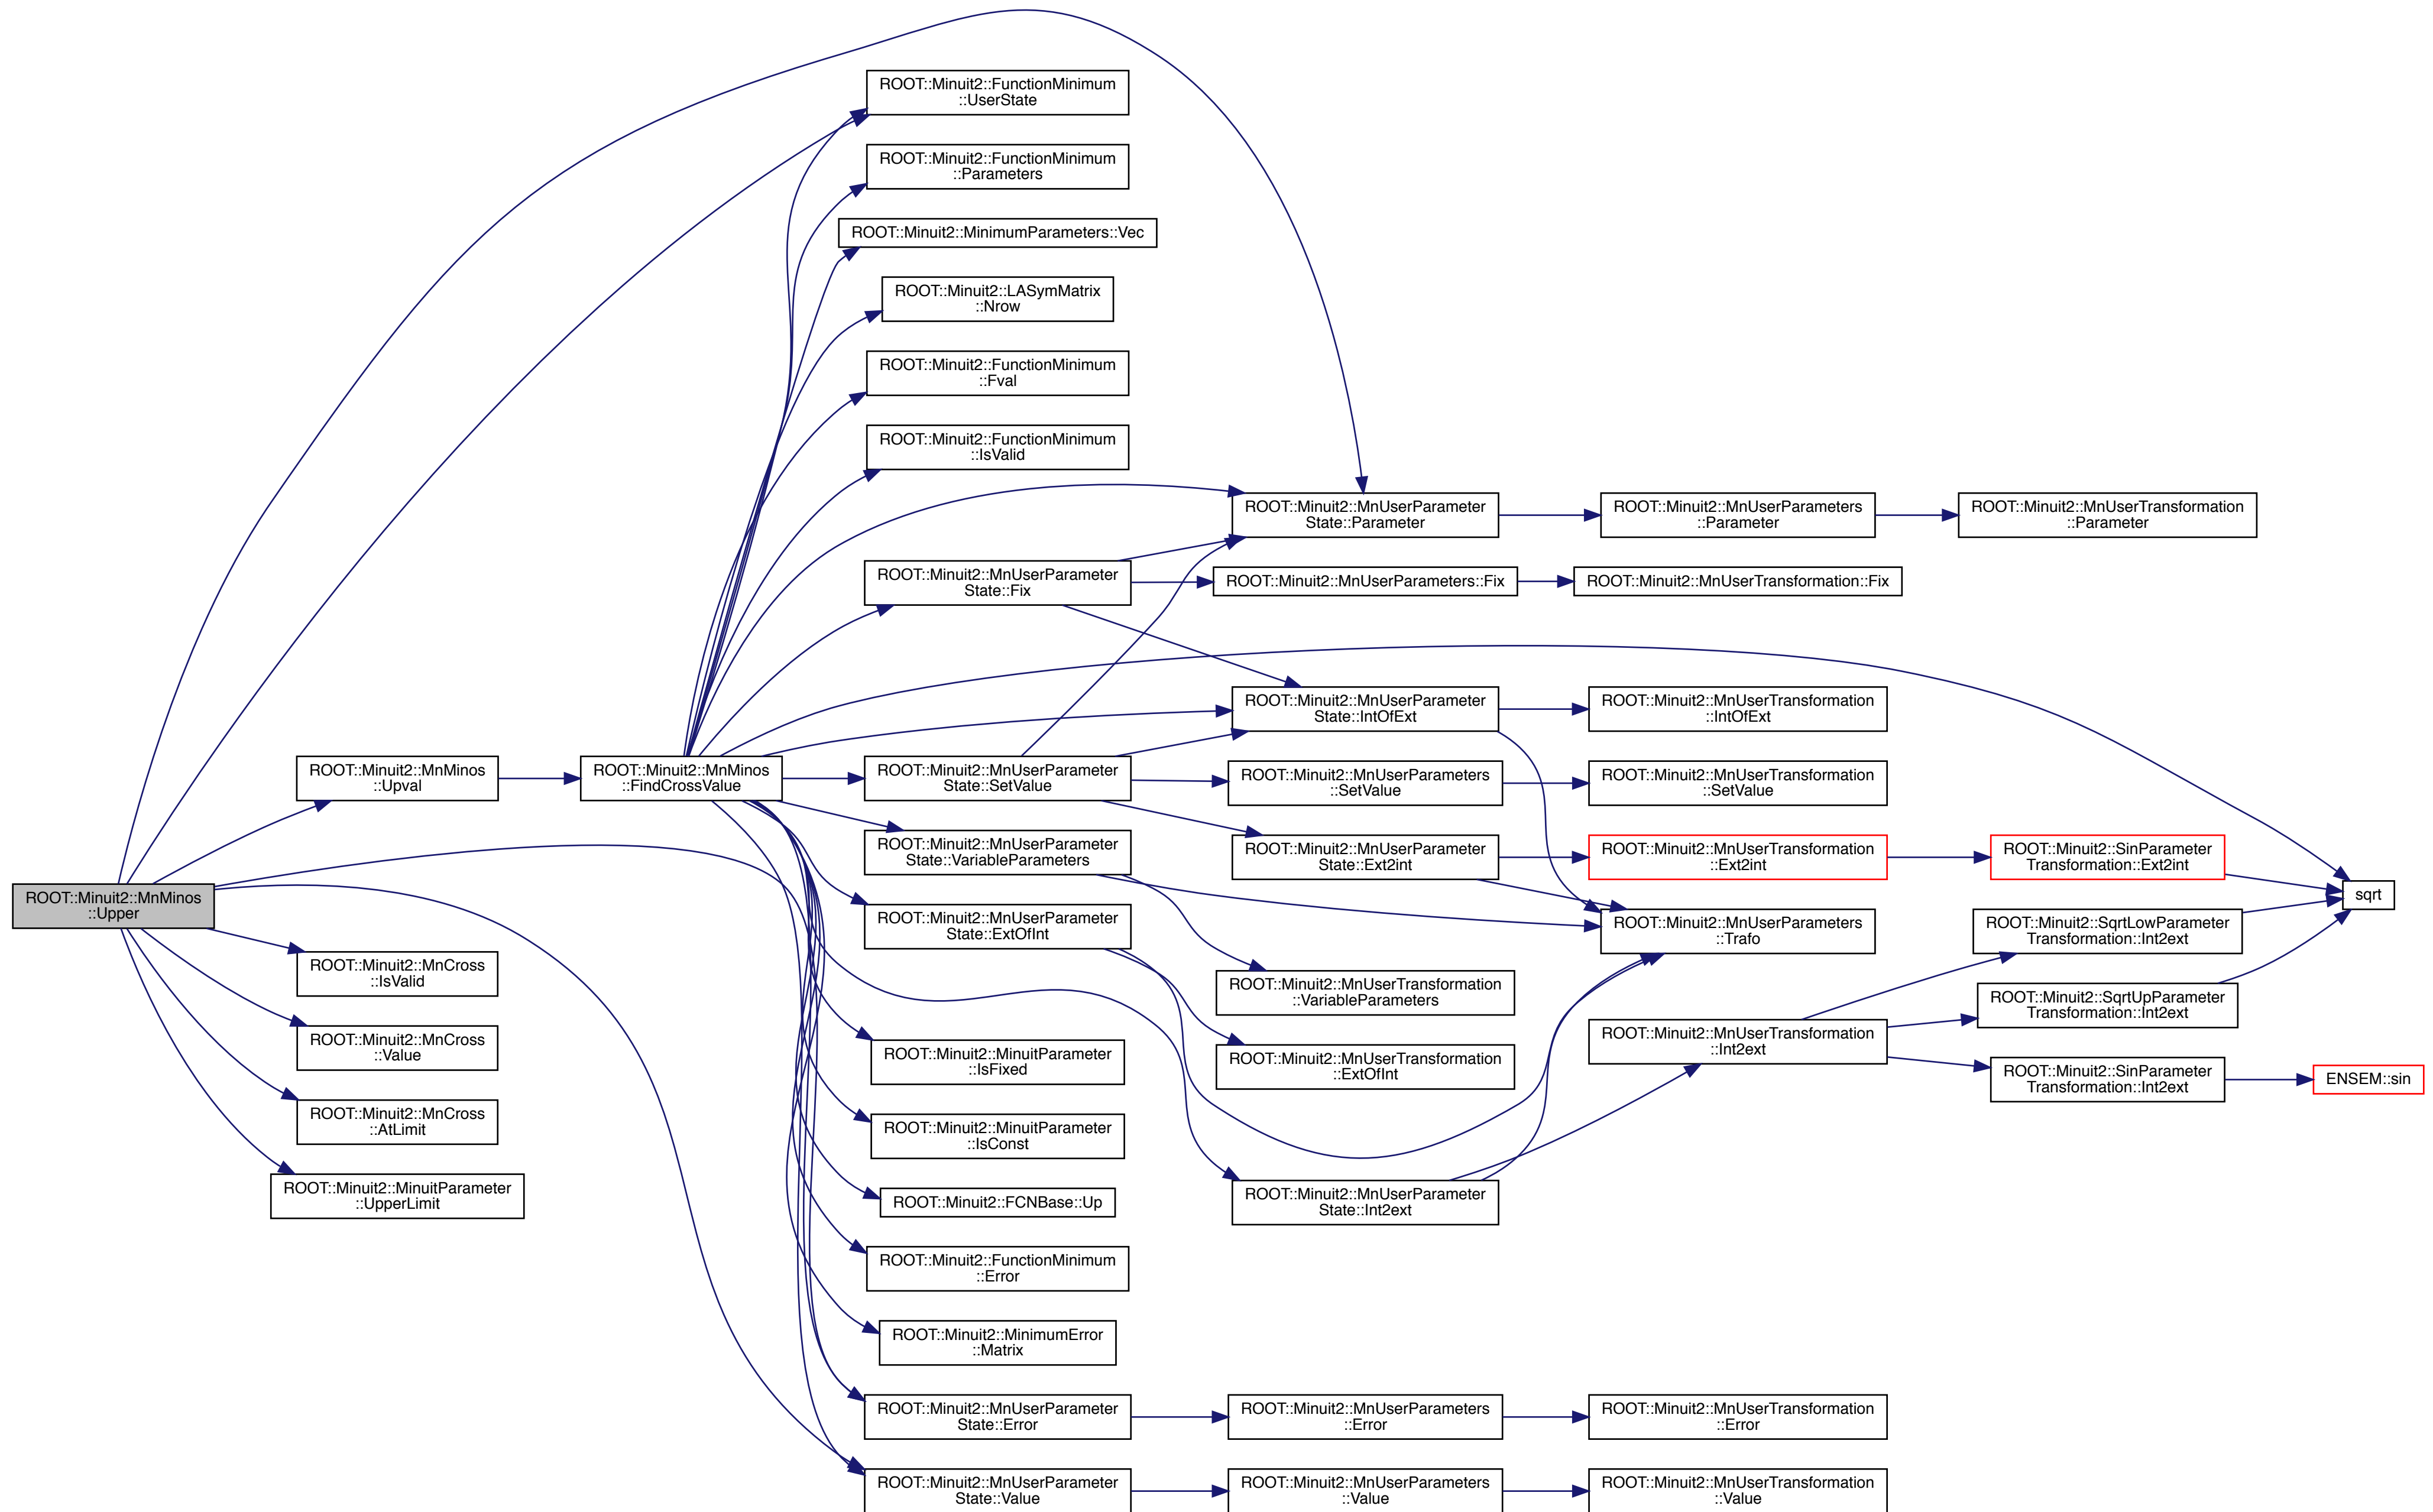 ROOT::Minuit2::MnMinos
::Upper
ROOT::Minuit2::MnMinos
::Upval
ROOT::Minuit2::MnCross
::IsValid
ROOT::Minuit2::MnCross
::Value
ROOT::Minuit2::MnCross
::AtLimit
ROOT::Minuit2::MinuitParameter
::UpperLimit
ROOT::Minuit2::MnMinos
::FindCrossValue
ROOT::Minuit2::FunctionMinimum
::UserState
ROOT::Minuit2::FunctionMinimum
::Parameters
ROOT::Minuit2::MinimumParameters::Vec
ROOT::Minuit2::LASymMatrix
::Nrow
ROOT::Minuit2::FunctionMinimum
::Fval
ROOT::Minuit2::FunctionMinimum
::IsValid
ROOT::Minuit2::MnUserParameter
State::Fix
ROOT::Minuit2::MnUserParameter
State::SetValue
ROOT::Minuit2::MnUserParameter
State::VariableParameters
ROOT::Minuit2::MnUserParameter
State::ExtOfInt
ROOT::Minuit2::MinuitParameter
::IsFixed
ROOT::Minuit2::MinuitParameter
::IsConst
ROOT::Minuit2::FCNBase::Up
ROOT::Minuit2::FunctionMinimum
::Error
ROOT::Minuit2::MinimumError
::Matrix
ROOT::Minuit2::MnUserParameter
State::Error
ROOT::Minuit2::MnUserParameter
State::Value
ROOT::Minuit2::MnUserParameter
State::Parameter
ROOT::Minuit2::MnUserParameters::Fix
ROOT::Minuit2::MnUserParameter
State::IntOfExt
ROOT::Minuit2::MnUserParameters
::SetValue
ROOT::Minuit2::MnUserParameter
State::Ext2int
ROOT::Minuit2::MnUserTransformation
::VariableParameters
ROOT::Minuit2::MnUserTransformation
::ExtOfInt
ROOT::Minuit2::MnUserParameter
State::Int2ext
ROOT::Minuit2::MnUserParameters
::Error
ROOT::Minuit2::MnUserParameters
::Value
ROOT::Minuit2::MnUserParameters
::Parameter
ROOT::Minuit2::MnUserTransformation::Fix
ROOT::Minuit2::MnUserTransformation
::IntOfExt
ROOT::Minuit2::MnUserTransformation
::SetValue
ROOT::Minuit2::MnUserTransformation
::Ext2int
ROOT::Minuit2::MnUserParameters
::Trafo
ROOT::Minuit2::MnUserTransformation
::Int2ext
ROOT::Minuit2::MnUserTransformation
::Error
ROOT::Minuit2::MnUserTransformation
::Value
ROOT::Minuit2::MnUserTransformation
::Parameter
ROOT::Minuit2::SinParameter
Transformation::Ext2int
ROOT::Minuit2::SqrtLowParameter
Transformation::Int2ext
ROOT::Minuit2::SqrtUpParameter
Transformation::Int2ext
ROOT::Minuit2::SinParameter
Transformation::Int2ext
sqrt
ENSEM::sin